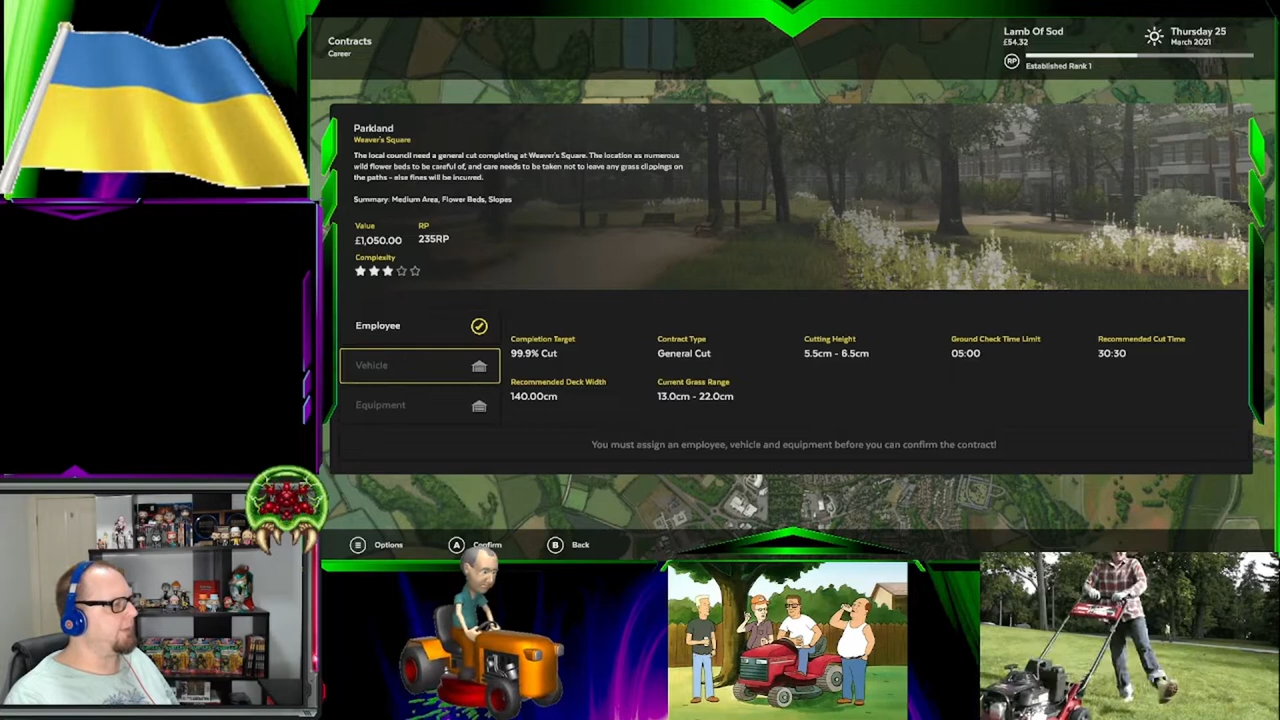 Contracts
Career
Lamb Of Sod
£54.32
RP
Established Rank 1
Thursday 25
March 2021
Parkland
Weaver's Square
The local council need a general cut completing at Weaver's Square. The location as numerous
wild flower beds to be careful of, and care needs to be taken not to leave any grass clippings on
the paths - else fines will be incurred.
Summary: Medium Area, Flower Beds, Slopes
Value
£1,050.00
RP
235RP
Complexity
Employee
Vehicle
Equipment
Completion Target
99.9% Cut
Contract Type
General Cut
Cutting Height
5.5cm - 6.5cm
Ground Check Time Limit
05:00
Recommended Cut Time
30:30
Recommended Deck Width
140.00cm
Current Grass Range
13.0cm - 22.0cm
You must assign an employee, vehicle and equipment before you can confirm the contract!
Options
A Confirm
B Back